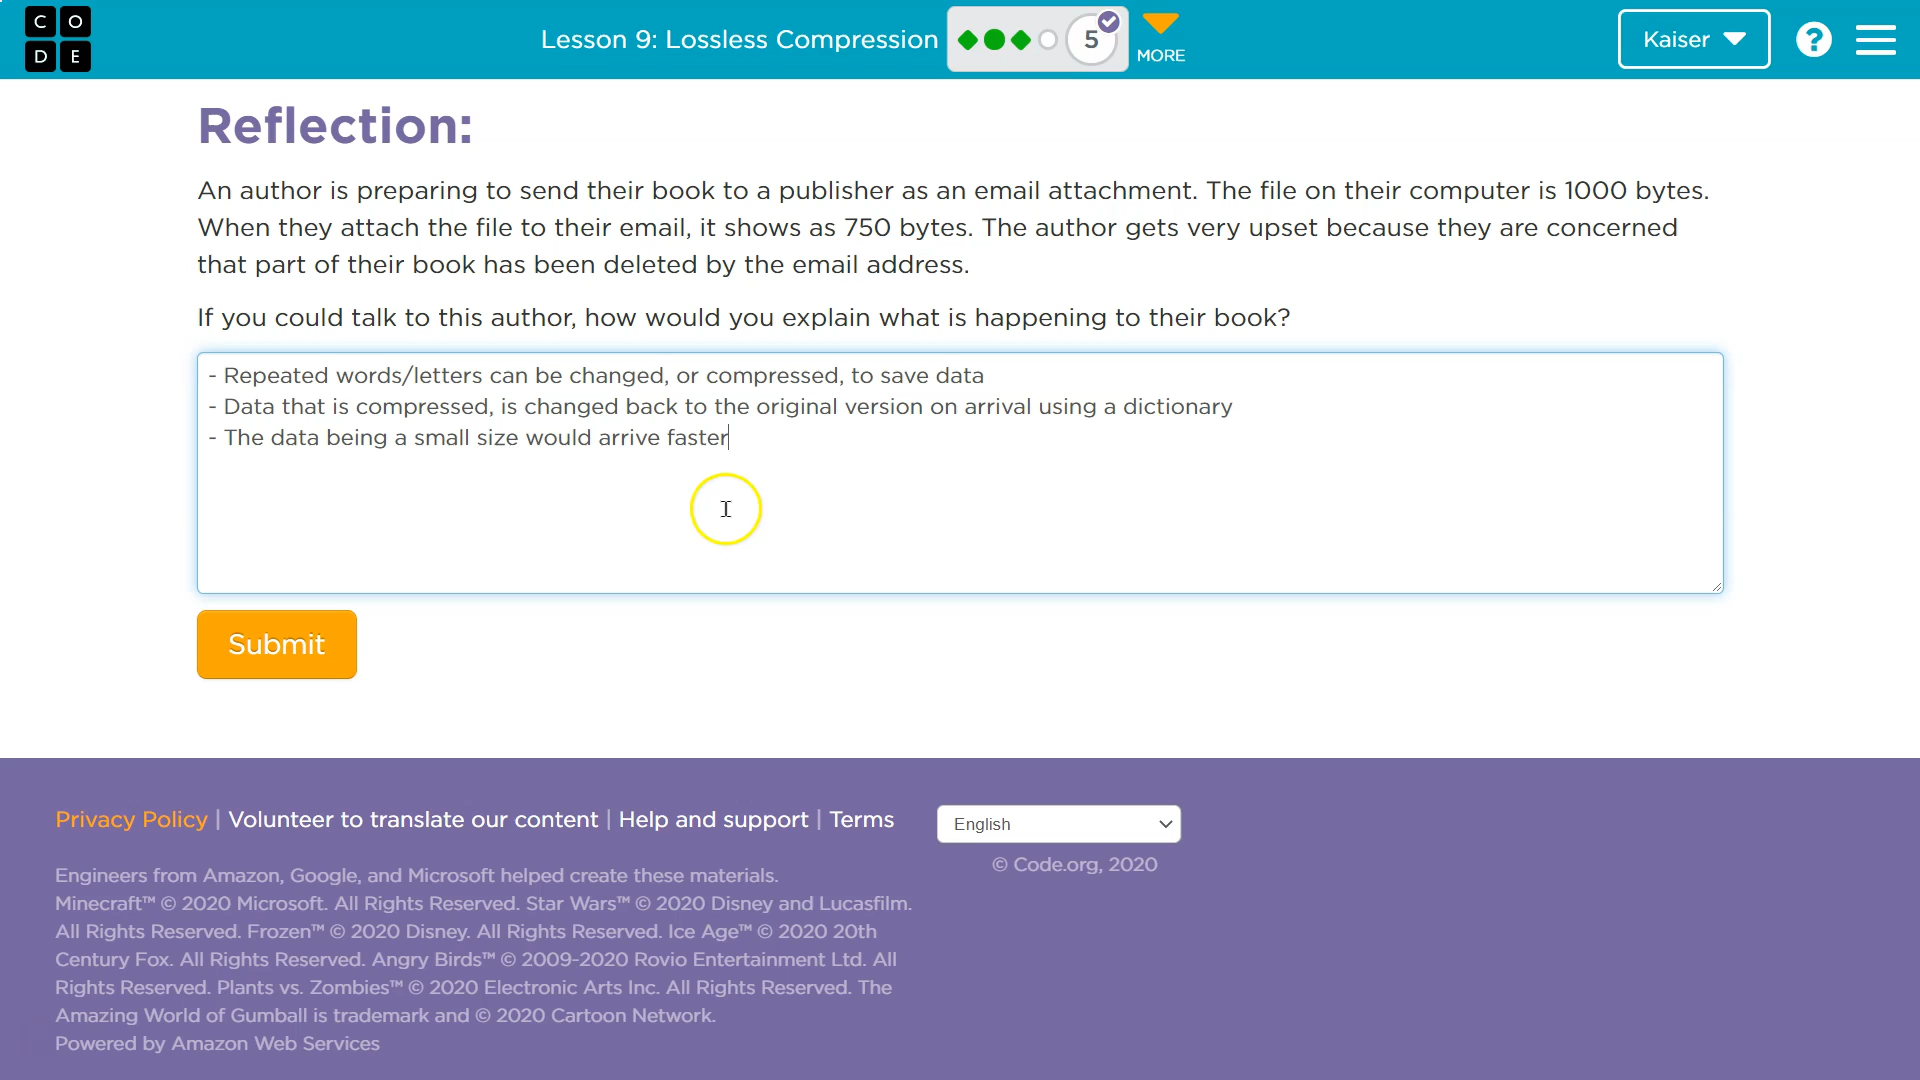 C O
D E
Lesson 9: Lossless Compression
5
MORE
Kaiser
?
Reflection:
An author is preparing to send their book to a publisher as an email attachment. The file on their computer is 1000 bytes.
When they attach the file to their email, it shows as 750 bytes. The author gets very upset because they are concerned
that part of their book has been deleted by the email address.
If you could talk to this author, how would you explain what is happening to their book?
- Repeated words/letters can be changed, or compressed, to save data
- Data that is compressed, is changed back to the original version on arrival using a dictionary
- The data being a small size would arrive faster
Submit
Privacy Policy | Volunteer to translate our content | Help and support | Terms
English
© Code.org, 2020
Engineers from Amazon, Google, and Microsoft helped create these materials.
Minecraft™ © 2020 Microsoft. All Rights Reserved. Star Wars™ © 2020 Disney and Lucasfilm.
All Rights Reserved. Frozen™ © 2020 Disney. All Rights Reserved. Ice Age™ © 2020 20th
Century Fox. All Rights Reserved. Angry Birds™ © 2009-2020 Rovio Entertainment Ltd. All
Rights Reserved. Plants vs. Zombies™ © 2020 Electronic Arts Inc. All Rights Reserved. The
Amazing World of Gumball is trademark and © 2020 Cartoon Network.
Powered by Amazon Web Services